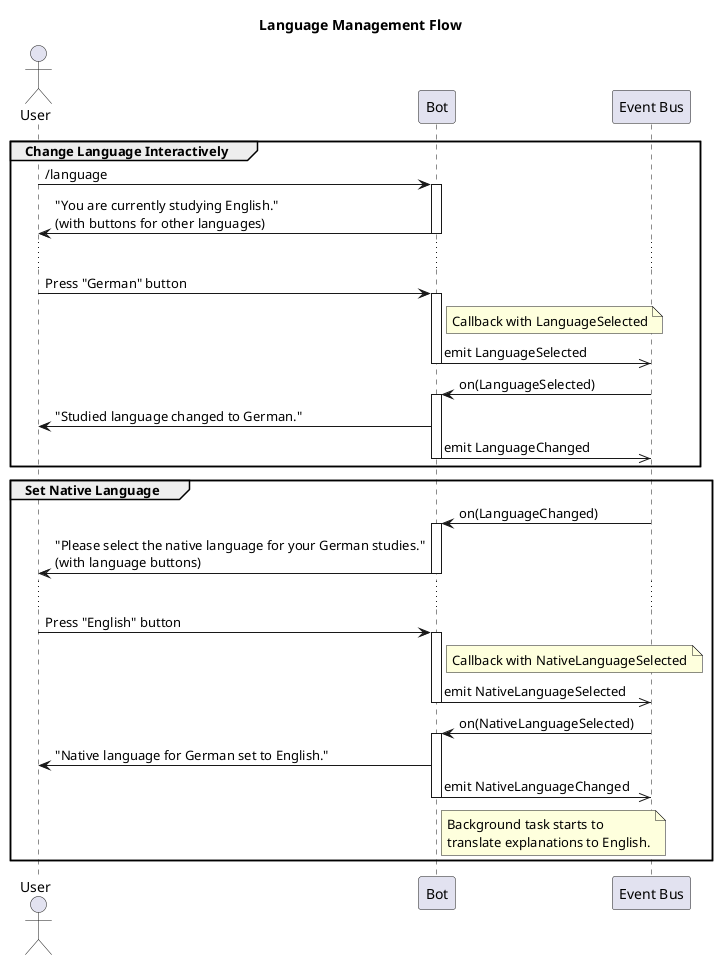 Language Management Flow
User
Bot
Event Bus
Change Language Interactively
/language
"You are currently studying English."
(with buttons for other languages)
Press "German" button
Callback with LanguageSelected
emit LanguageSelected
on(LanguageSelected)
"Studied language changed to German."
emit LanguageChanged
Set Native Language
on(LanguageChanged)
"Please select the native language for your German studies."
(with language buttons)
Press "English" button
Callback with NativeLanguageSelected
emit NativeLanguageSelected
on(NativeLanguageSelected)
"Native language for German set to English."
emit NativeLanguageChanged
Background task starts to
translate explanations to English.
User
Bot
Event Bus